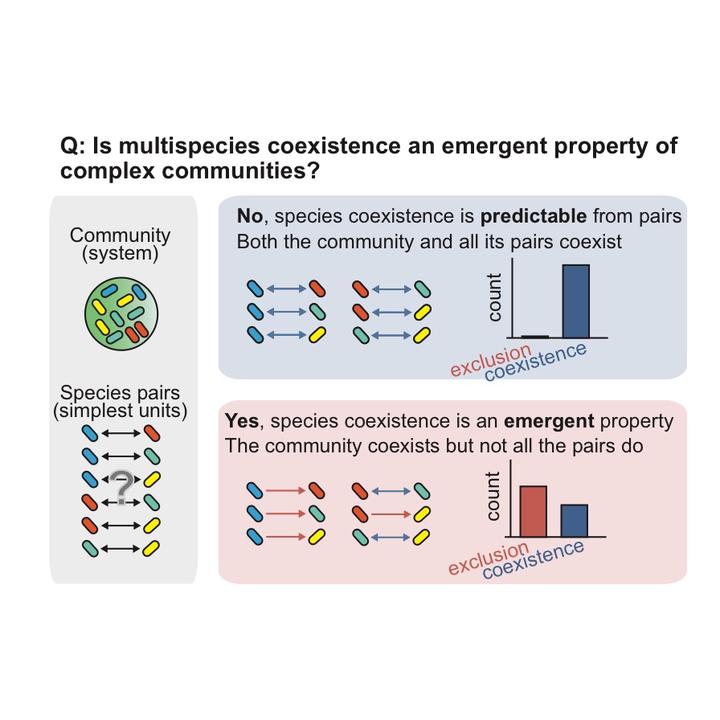 Q: Is multispecies coexistence an emergent property of
complex communities?
Community
(system)
Species pairs
(simplest units)
?
No, species coexistence is predictable from pairs
Both the community and all its pairs coexist
count
exclusion
coexistence
Yes, species coexistence is an emergent property
The community coexists but not all the pairs do
count
exclusion
coexistence